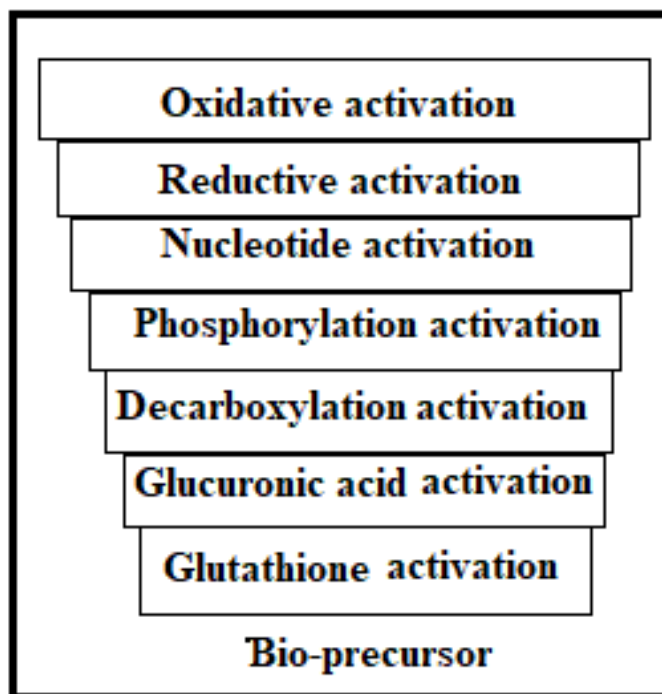 Oxidative activation
Reductive activation
Nucleotide activation
Phosphorylation activation
Decarboxylation activation
Glucuronic acid activation
Glutathione activation
Bio-precursor